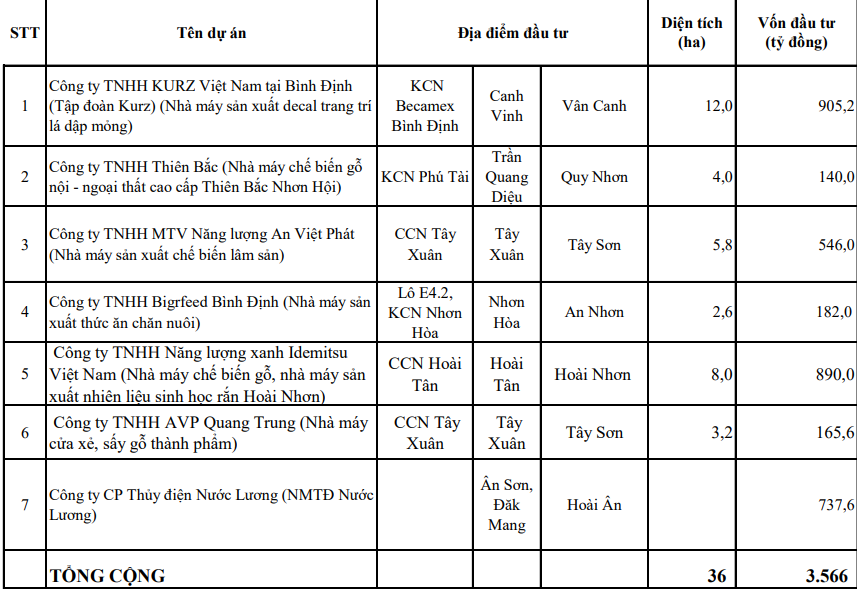 STT
Tên dự án
Địa điểm đầu tư
Diện tích
(ha)
Vốn đầu tư
(tỷ đồng)
1
Công ty TNHH KURZ Việt Nam tại Bình Định
(Tập đoàn Kurz) (Nhà máy sản xuất decal trang trí
lá dập mỏng)
KCN
Becamex
Bình Định
Canh
Vinh
Vân Canh
12,0
905,2
2
Công ty TNHH Thiên Bắc (Nhà máy chế biến gỗ
nội - ngoại thất cao cấp Thiên Bắc Nhơn Hội)
KCN Phú Tài
Trần
Quang
Diệu
Quy Nhơn
4,0
140,0
3
Công ty TNHH MTV Năng lượng An Việt Phát
(Nhà máy sản xuất chế biến lâm sản)
CCN Tây
Xuân
Tây
Xuân
Tây Sơn
5,8
546,0
4
Công ty TNHH Bigrfeed Bình Định (Nhà máy sản
xuất thức ăn chăn nuôi)
Lô E4.2,
KCN Nhơn
Hòa
Nhơn
Hòa
An Nhơn
2,6
182,0
5
Công ty TNHH Năng lượng xanh Idemitsu
Việt Nam (Nhà máy chế biến gỗ, nhà máy sản
xuất nhiên liệu sinh học rắn Hoài Nhơn)
CCN Hoài
Tân
Hoài
Tân
Hoài Nhơn
8,0
890,0
6
Công ty TNHH AVP Quang Trung (Nhà máy
cửa xẻ, sấy gỗ thành phẩm)
CCN Tây
Xuân
Tây
Xuân
Tây Sơn
3,2
165,6
7
Công ty CP Thủy điện Nước Lương (NMTĐ Nước
Lương)
Ân Sơn,
Đăk
Mang
Hoài Ân
737,6
TỔNG CỘNG
36
3.566